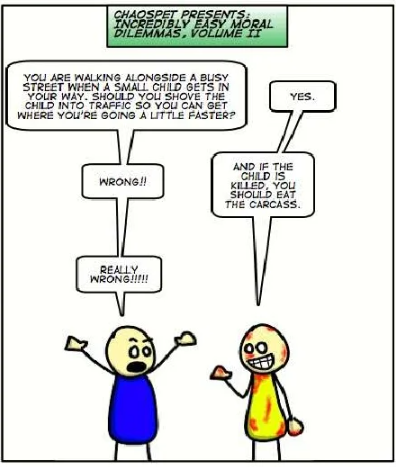 CHAOSPET PRESENTS:
INCREDIBLY EASY MORAL
DILEMMAS, VOLUME II
YOU ARE WALKING ALONGSIDE A BUSY
STREET WHEN A SMALL CHILD GETS IN
YOUR WAY. SHOULD YOU SHOVE THE
CHILD INTO TRAFFIC SO YOU CAN GET
WHERE YOU'RE GOING A LITTLE FASTER?
YES.
WRONG!!
AND IF THE
CHILD IS
KILLED, YOU
SHOULD EAT
THE CARCASS.
REALLY
WRONG!!!!!